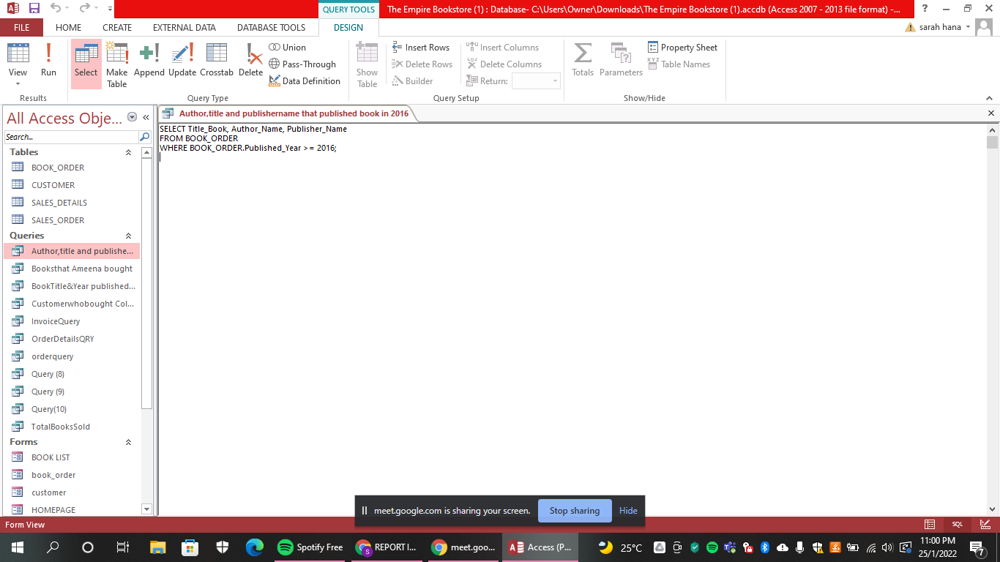 QUERY TOOLS
The Empire Bookstore (1) : Database- C:\Users\Owner\Downloads\The Empire Bookstore (1).accdb (Access 2007 - 2013 file format) -...
?
FILE HOME CREATE EXTERNAL DATA DATABASE TOOLS DESIGN
sarah hana
View
Run
Results
Select
Make Table
Append
Update
Crosstab
Delete
Union
Pass-Through
Data Definition
Query Type
Show Table
Insert Rows
Delete Rows
Builder
Insert Columns
Delete Columns
Return:
Query Setup
Totals
Parameters
Property Sheet
Table Names
Show/Hide
All Access Obje...
Search...
Tables
BOOK_ORDER
CUSTOMER
SALES_DETAILS
SALES_ORDER
Queries
Author,title and publishe...
Booksthat Ameena bought
BookTitle&Year published...
Customerwhobought Col...
InvoiceQuery
OrderDetailsQRY
orderquery
Query (8)
Query (9)
Query(10)
TotalBooksSold
Forms
BOOK LIST
book_order
customer
HOMEPAGE
Author,title and publishername that published book in 2016
SELECT Title_Book, Author_Name, Publisher_Name
FROM BOOK_ORDER
WHERE BOOK_ORDER.Published_Year >= 2016;
meet.google.com is sharing your screen.
Stop sharing
Hide
Form View
SQL
Spotify Free
REPORT I...
meet.goo...
Access (P...
25°C
11:00 PM
25/1/2022
7